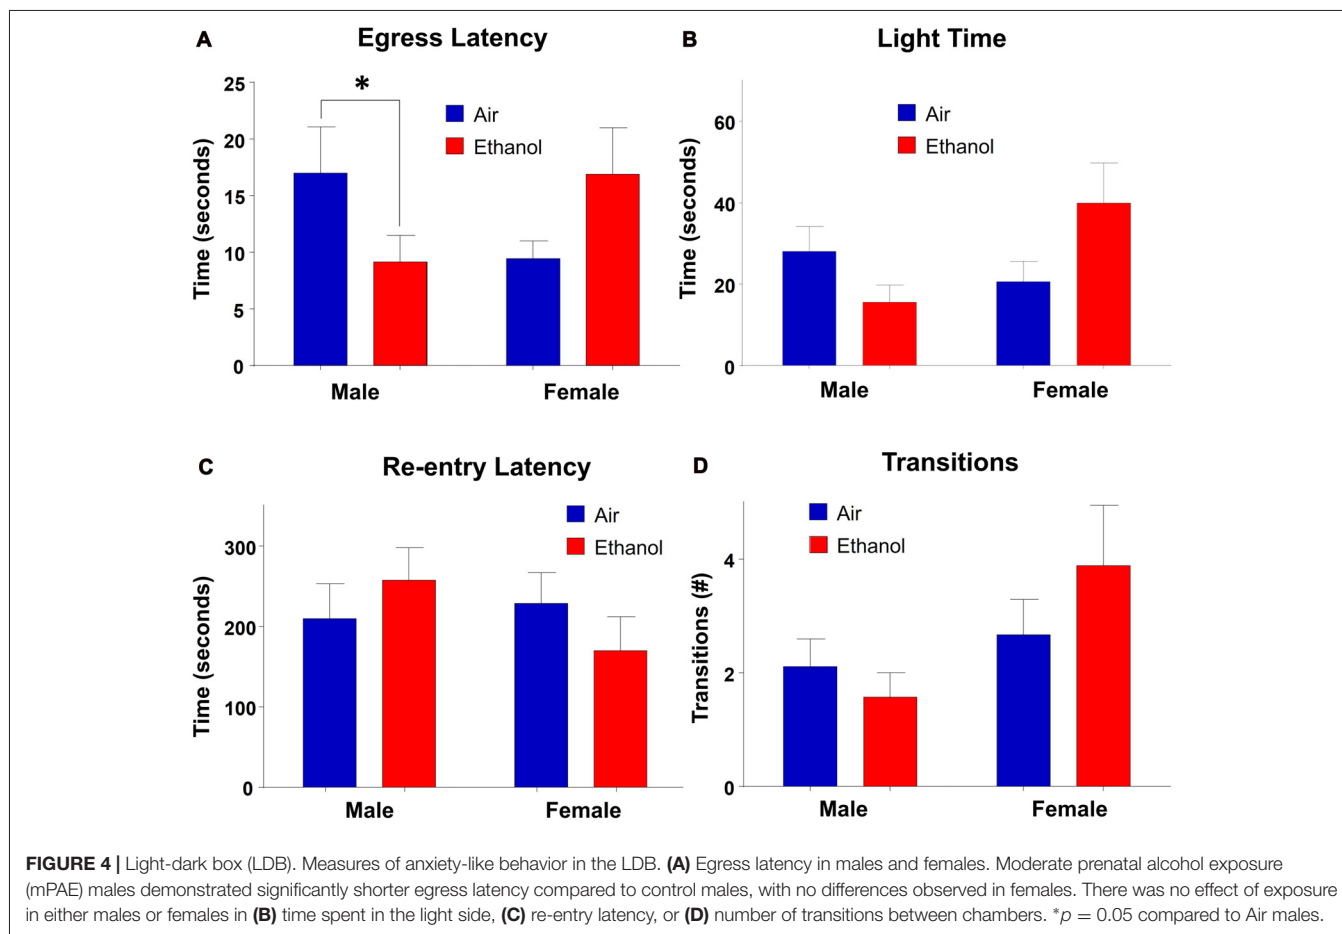 A
Egress Latency
*
Air
Ethanol
Time (seconds)
25
20
15
10
5
0
Male
Female
B
Light Time
Air
Ethanol
Time (seconds)
60
40
20
0
Male
Female
C
Re-entry Latency
Air
Ethanol
Time (seconds)
300
200
100
0
Male
Female
D
Transitions
Air
Ethanol
Transitions (#)
4
2
0
Male
Female
FIGURE 4 | Light-dark box (LDB). Measures of anxiety-like behavior in the LDB. (A) Egress latency in males and females. Moderate prenatal alcohol exposure
(mPAE) males demonstrated significantly shorter egress latency compared to control males, with no differences observed in females. There was no effect of exposure
in either males or females in (B) time spent in the light side, (C) re-entry latency, or (D) number of transitions between chambers. *p = 0.05 compared to Air males.